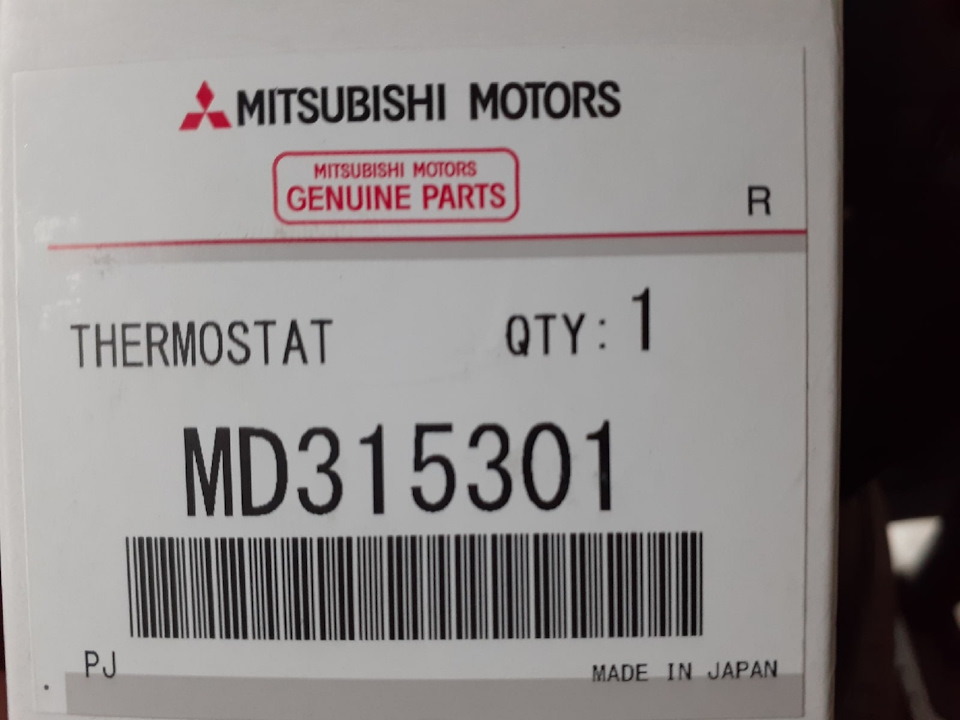 MITSUBISHI MOTORS
MITSUBISHI MOTORS
GENUINE PARTS
R
THERMOSTAT QTY: 1
MD315301
PJ MADE IN JAPAN